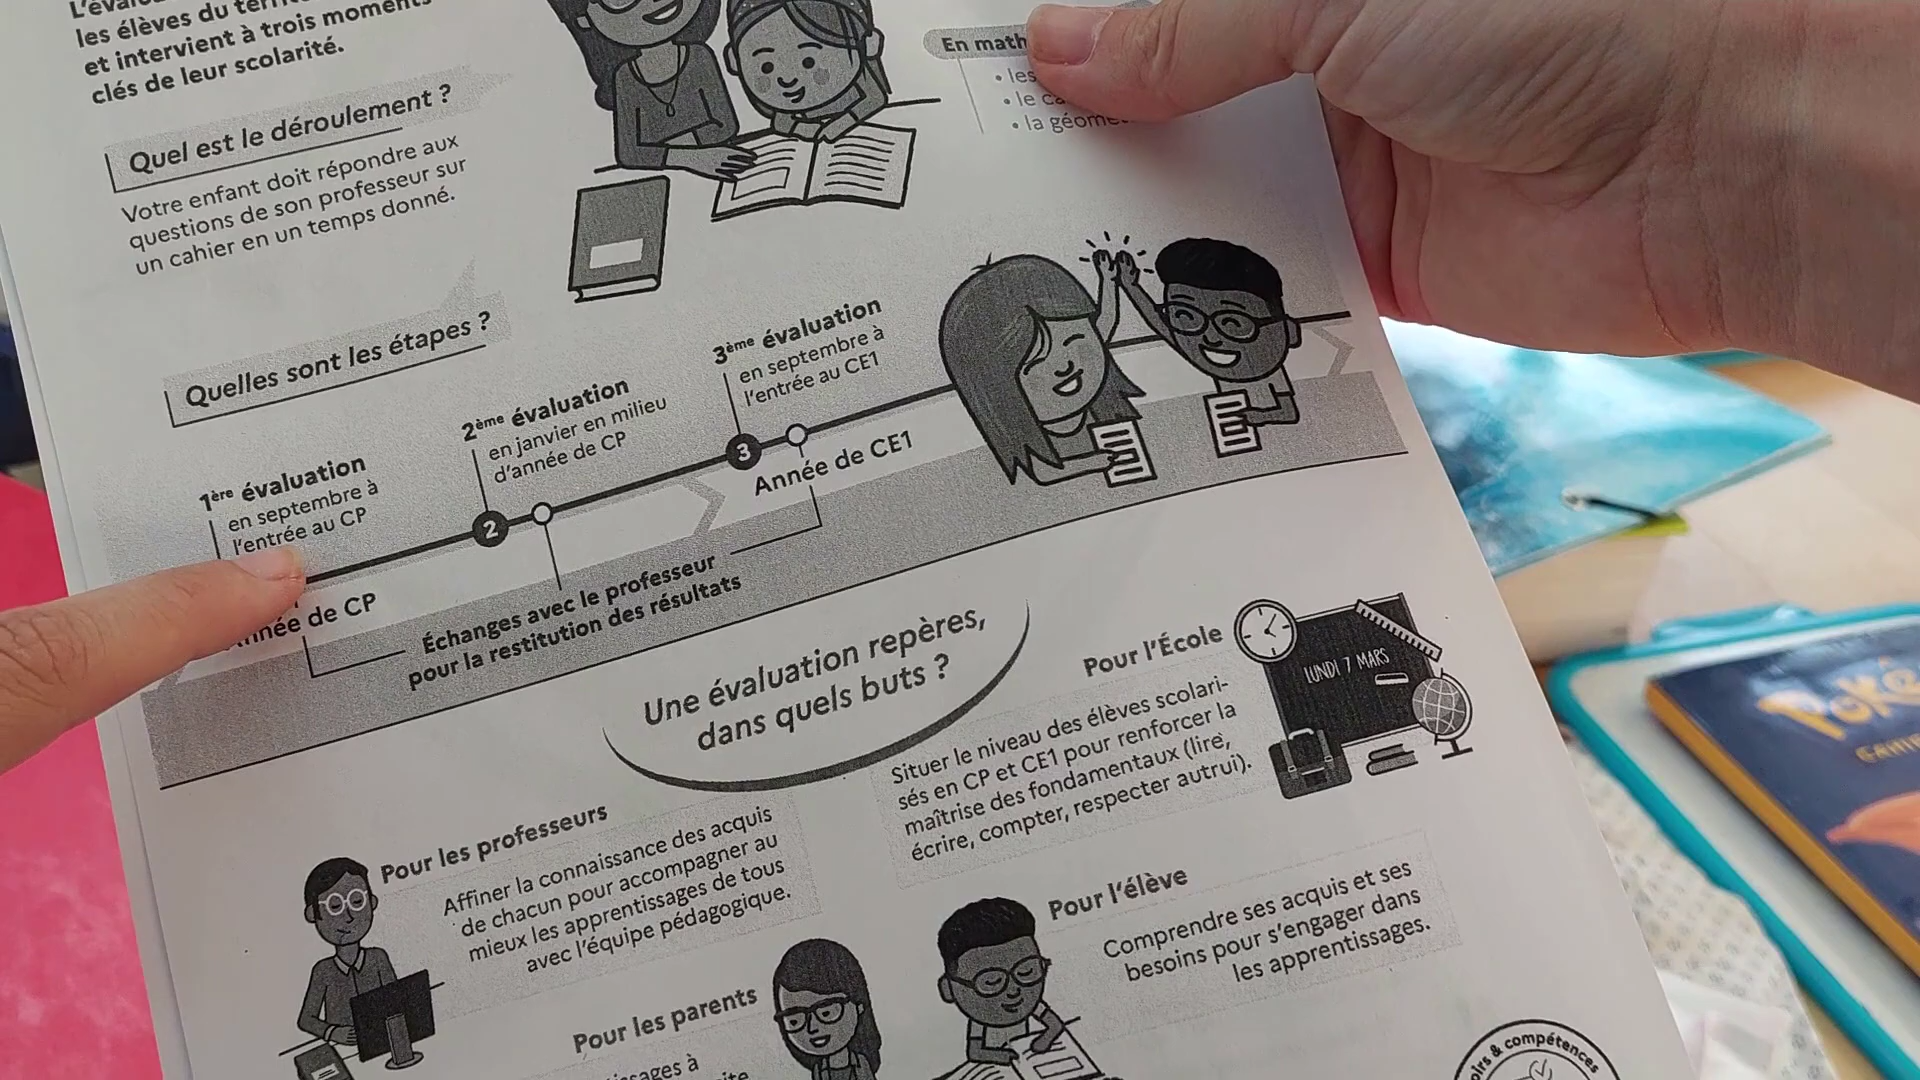 les élèves du
et intervient à trois moments
clés de leur scolarité.
Quel est le déroulement ?
Votre enfant doit répondre aux
questions de son professeur sur
un cahier en un temps donné.
En math
• les
• le ca
• la géomé
Quelles sont les étapes ?
1ère évaluation
en septembre à
l'entrée au CP
2ème évaluation
en janvier en milieu
d'année de CP
3ème évaluation
en septembre à
l'entrée au CE1
2
3
Année de CP
Année de CE1
Échanges avec le professeur
pour la restitution des résultats
Une évaluation repères,
dans quels buts ?
Pour l'École
Situer le niveau des élèves scolari-
sés en CP et CE1 pour renforcer la
maîtrise des fondamentaux (lire,
écrire, compter, respecter autrui).
LUNDI 7 MARS
Pour les professeurs
Affiner la connaissance des acquis
de chacun pour accompagner au
mieux les apprentissages de tous
avec l'équipe pédagogique.
Pour l'élève
Comprendre ses acquis et ses
besoins pour s'engager dans
les apprentissages.
Pour les parents
à
& compétences
Poké